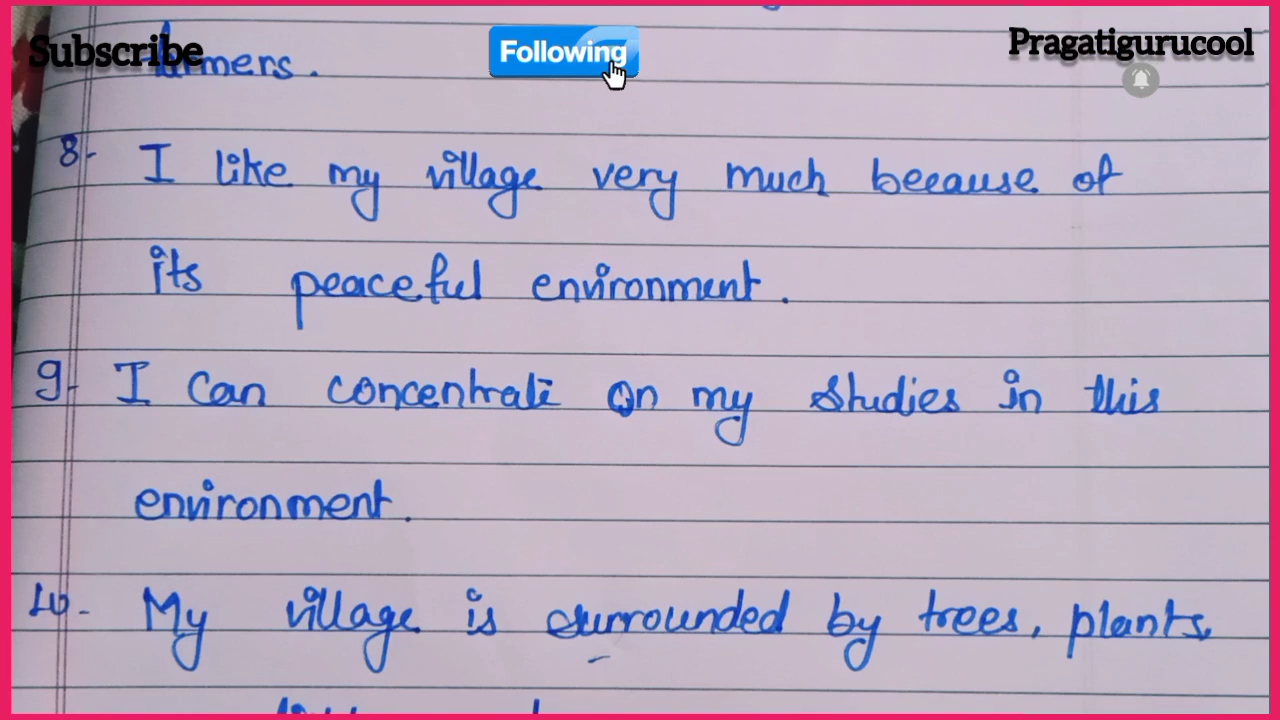 Subscribe
Following
Pragatigurucool
farmers.
8- I like my village very much because of
its peaceful environment.
9- I can concentrate on my studies in this
environment.
10- My village is surrounded by trees, plants,